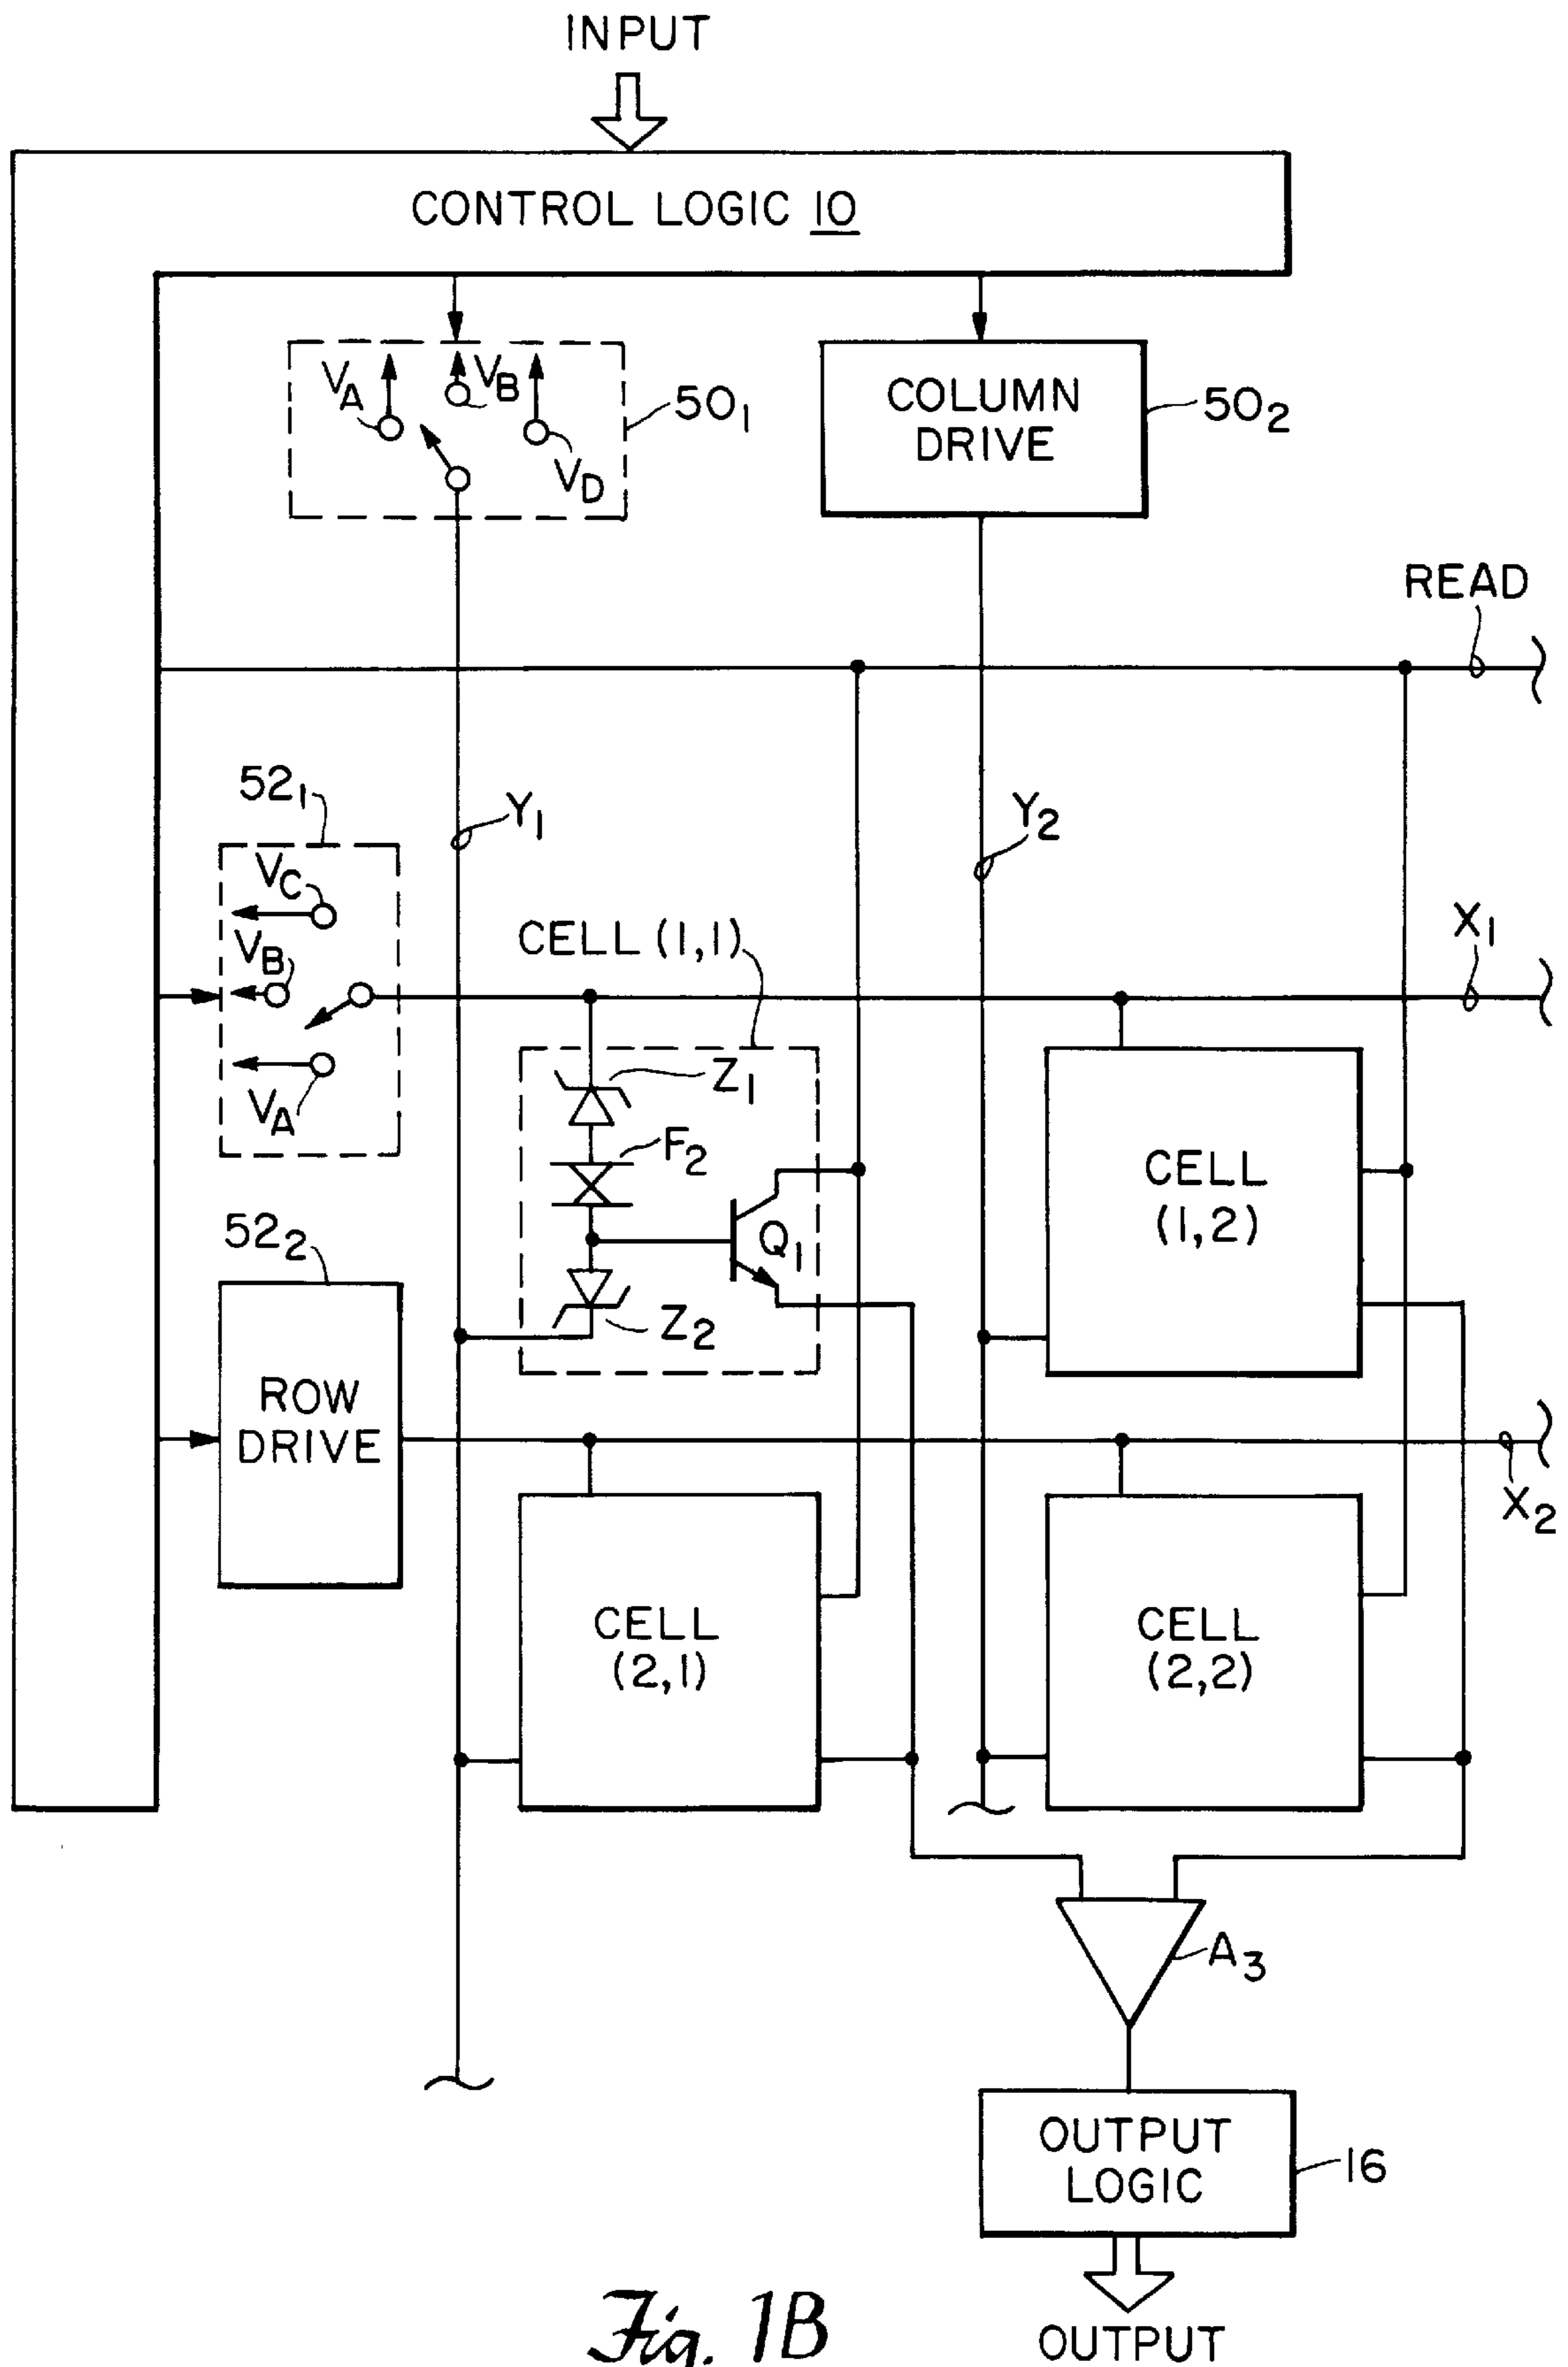 INPUT
CONTROL LOGIC 10
VA
VB
VD
50₁
COLUMN
DRIVE
50₂
READ
52₁
Y₁
Y₂
VC
VB
VA
CELL (1,1)
X₁
Z₁
F₂
Q₁
Z₂
CELL
(1,2)
52₂
ROW
DRIVE
X₂
CELL
(2,1)
CELL
(2,2)
A₃
OUTPUT
LOGIC
16
OUTPUT
Fig. 1B